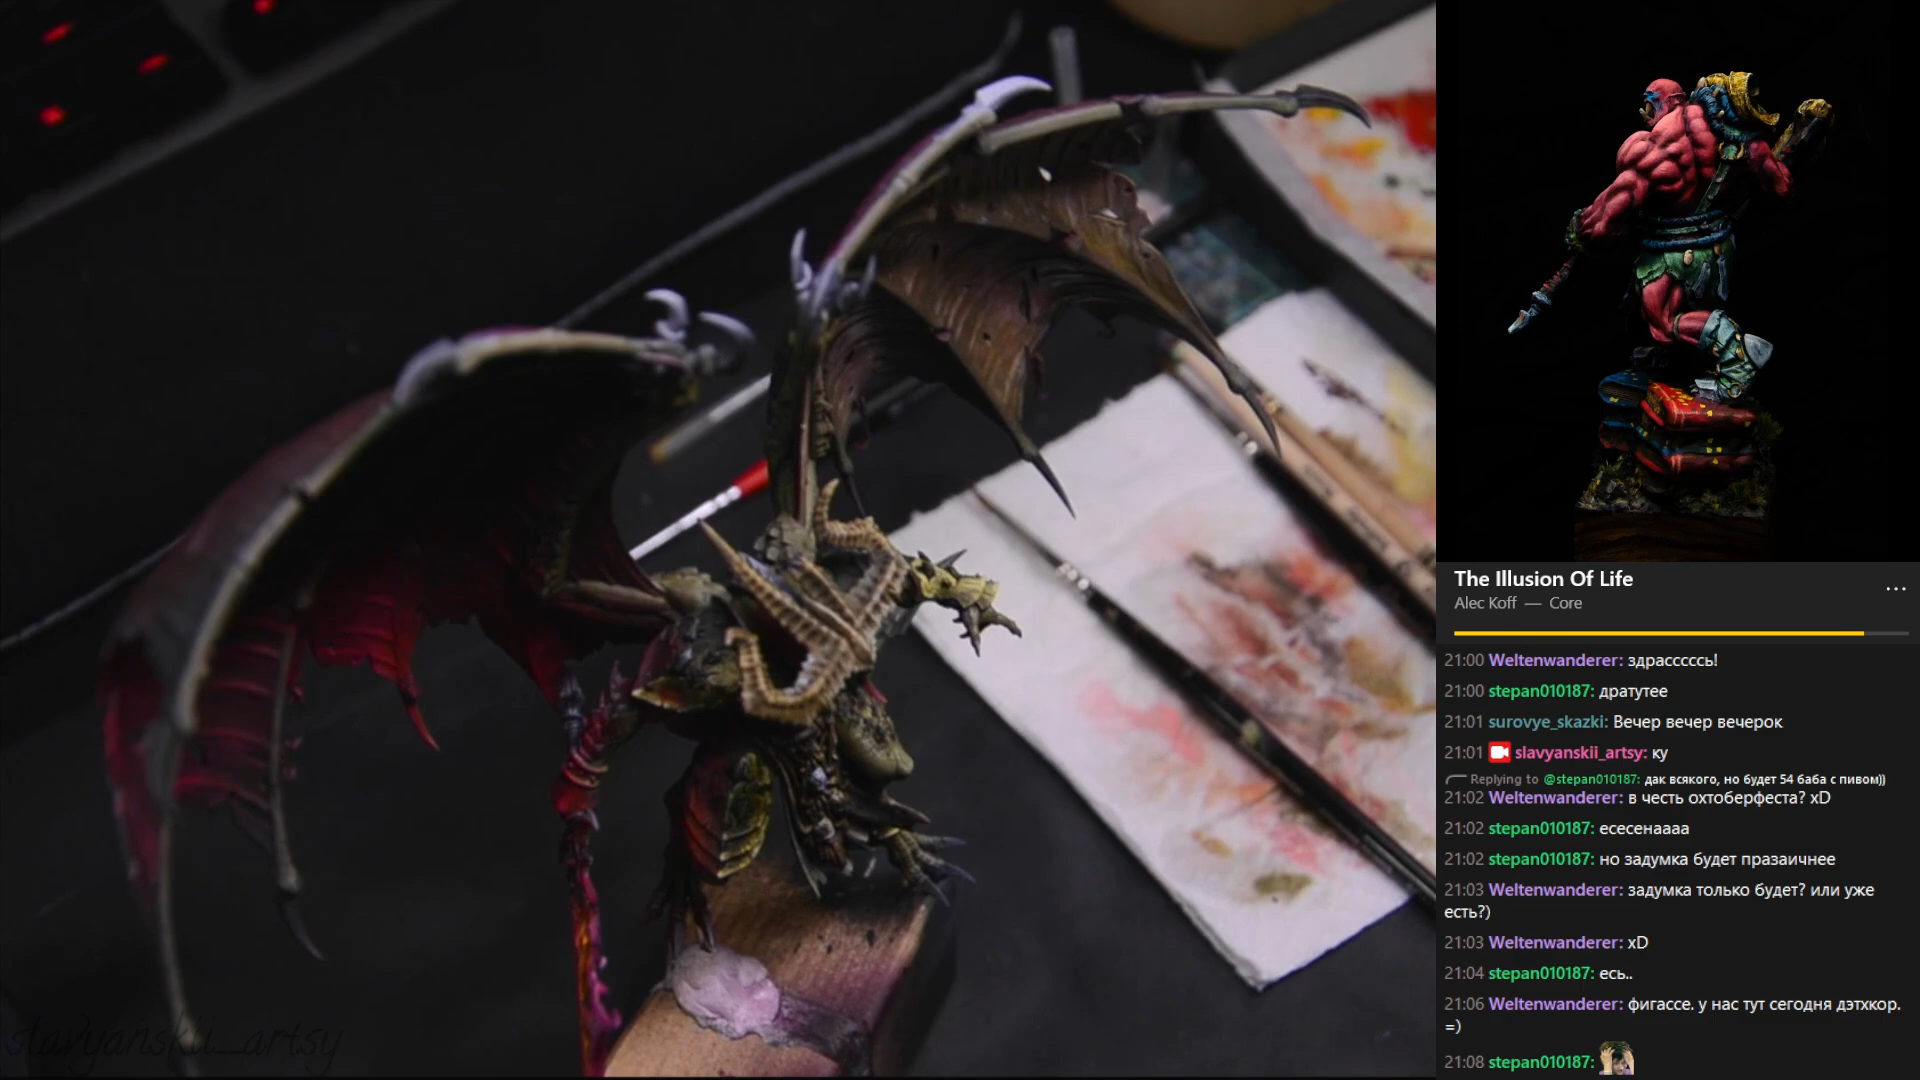 The Illusion Of Life
Alec Koff — Core
21:00 Weltenwanderer: здрасссссь!
21:00 stepan010187: дратутее
21:01 surovye_skazki: Вечер вечер вечерок
21:01 slavyanskii_artsy: ку
Replying to @stepan010187: дак всякого, но будет 54 баба с пивом))
21:02 Weltenwanderer: в честь охтоберфеста? xD
21:02 stepan010187: есесенаааа
21:02 stepan010187: но задумка будет празаичнее
21:03 Weltenwanderer: задумка только будет? или уже
есть?)
21:03 Weltenwanderer: xD
21:04 stepan010187: есь..
21:06 Weltenwanderer: фигассе. у нас тут сегодня дэтхкор.
=)
21:08 stepan010187:
slavyanskii_artsy